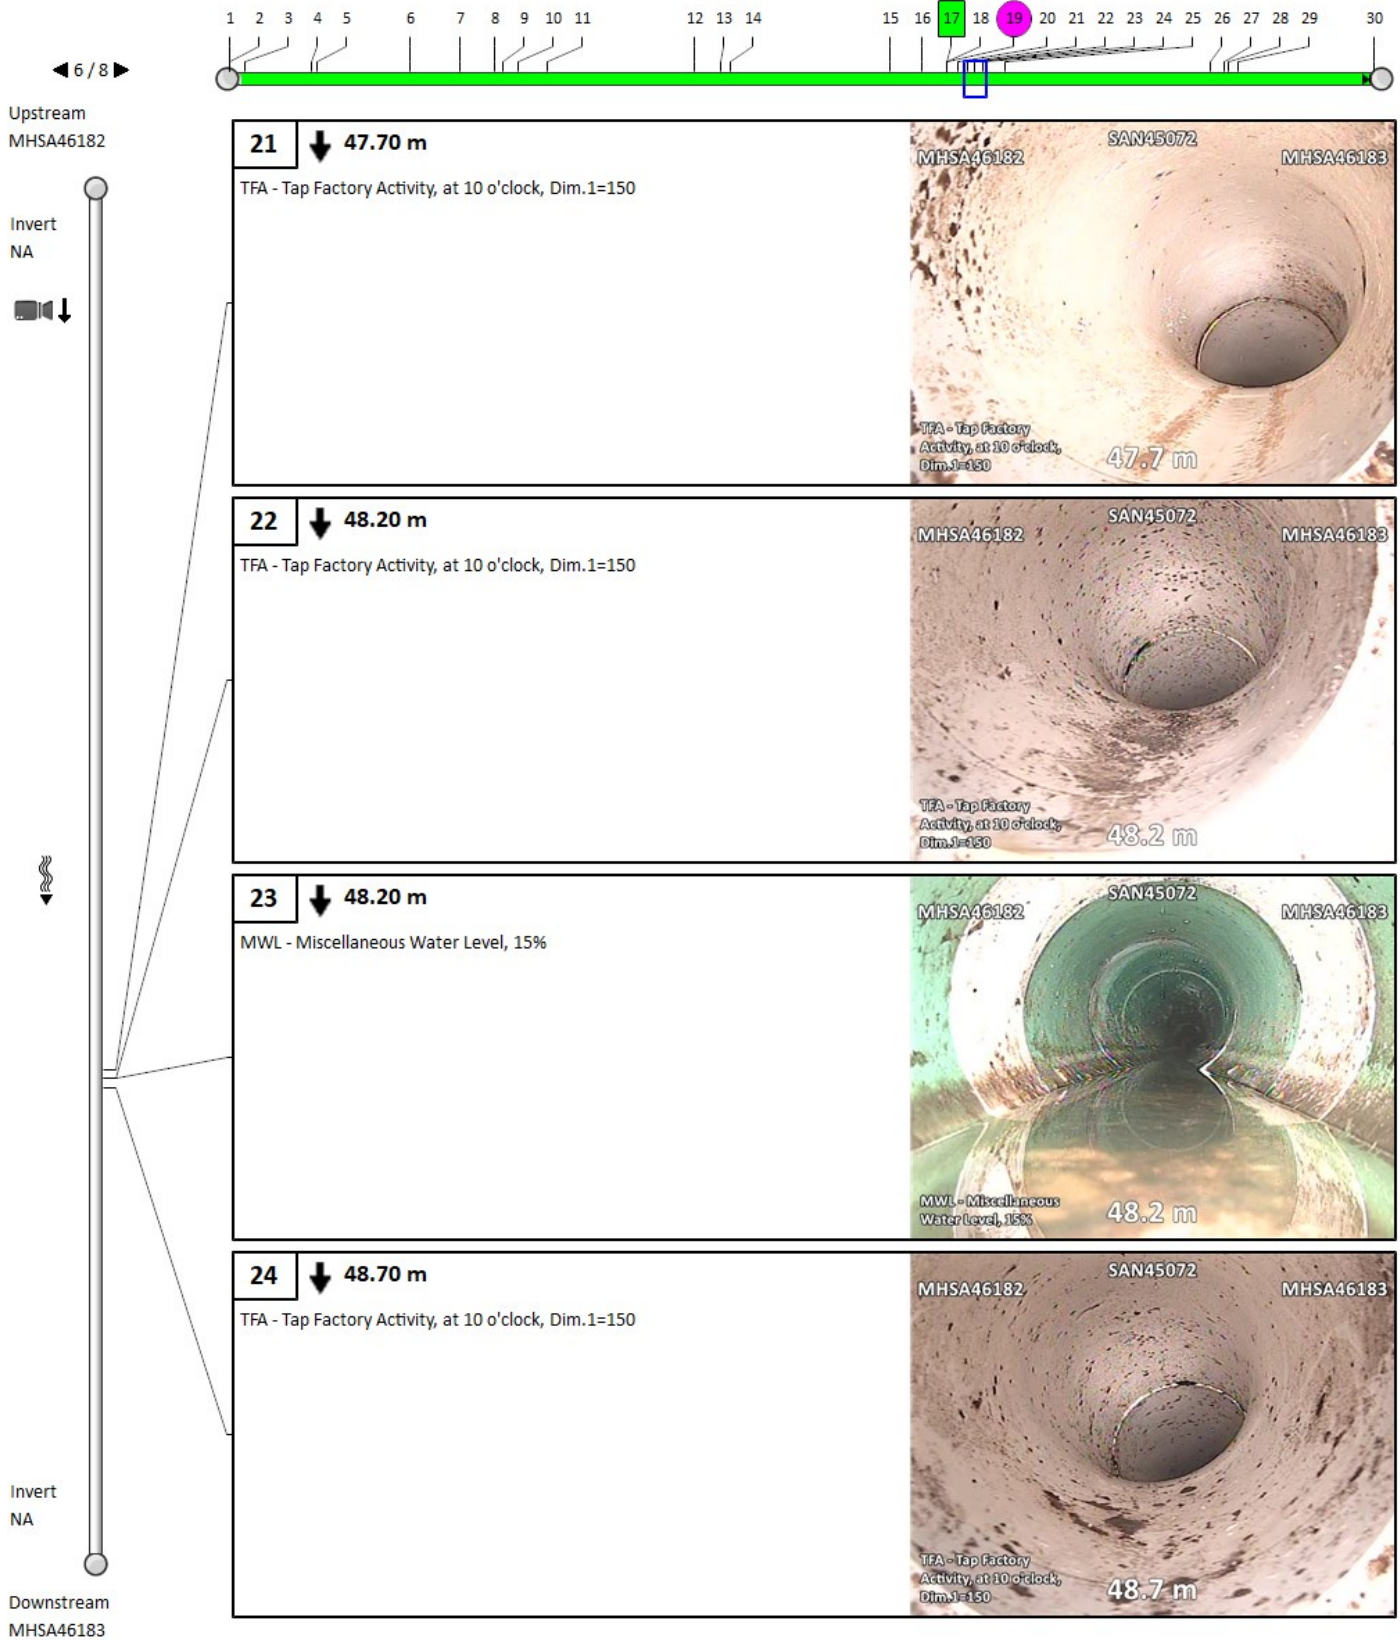 1 2 3 4 5 6 7 8 9 10 11 12 13 14 15 16 17 18 19 20 21 22 23 24 25 26 27 28 29 30
6 / 8
Upstream
MHSA46182
Invert
NA
Invert
NA
Downstream
MHSA46183
21 47.70 m
TFA - Tap Factory Activity, at 10 o'clock, Dim.1=150
SAN45072
MHSA46182 MHSA46183
TFA - Tap Factory
Activity, at 10 o'clock,
Dim.1=150
47.7 m
22 48.20 m
TFA - Tap Factory Activity, at 10 o'clock, Dim.1=150
SAN45072
MHSA46182 MHSA46183
TFA - Tap Factory
Activity, at 10 o'clock,
Dim.1=150
48.2 m
23 48.20 m
MWL - Miscellaneous Water Level, 15%
SAN45072
MHSA46182 MHSA46183
MWL - Miscellaneous
Water Level, 15%
48.2 m
24 48.70 m
TFA - Tap Factory Activity, at 10 o'clock, Dim.1=150
SAN45072
MHSA46182 MHSA46183
TFA - Tap Factory
Activity, at 10 o'clock,
Dim.1=150
48.7 m